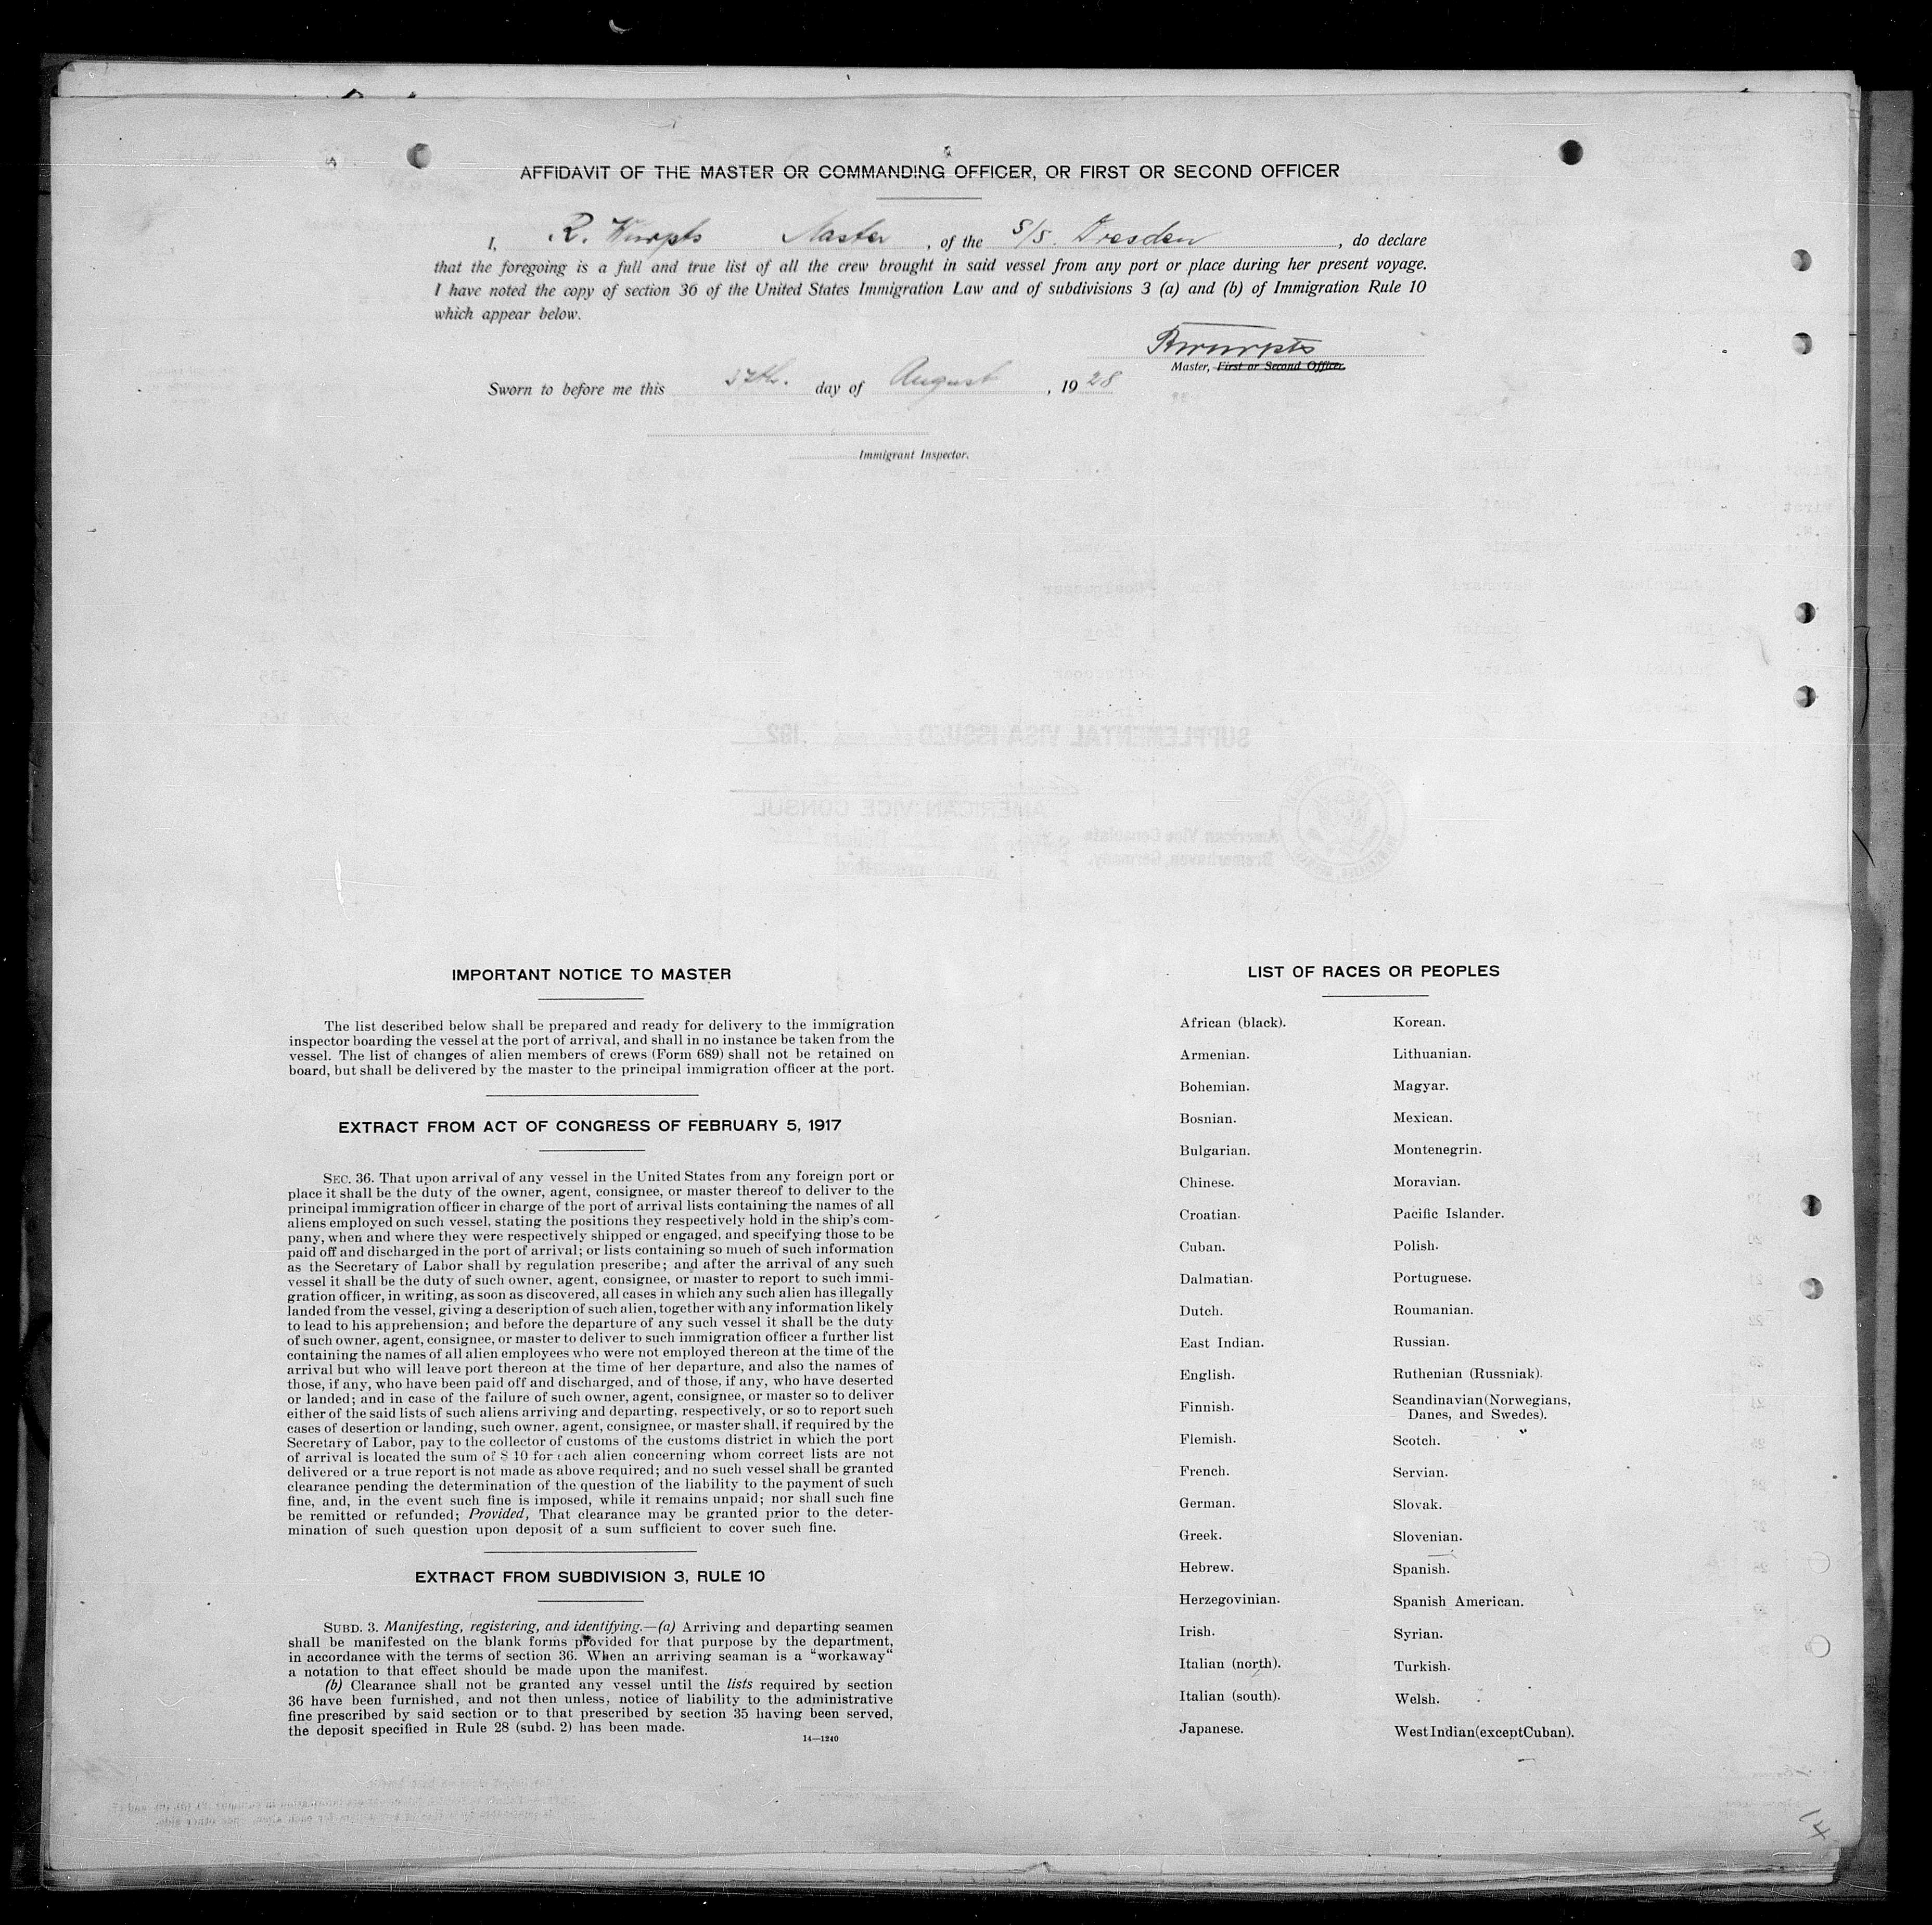 AFFIDAVIT OF THE MASTER OR COMMANDING OFFICER, OR FIRST OR SECOND OFFICER
I, R. Wurpts Master, of the S/S. Dresden, do declare
that the foregoing is a full and true list of all the crew brought in said vessel from any port or place during her present voyage.
I have noted the copy of section 36 of the United States Immigration Law and of subdivisions 3 (a) and (b) of Immigration Rule 10
which appear below.
Master, First or Second Officer.
Sworn to before me this 27th. day of August, 1928
Immigrant Inspector.
SUPPLEMENTAL VISA ISSUED 192
AMERICAN VICE CONSUL
American Vice Consulate
Bremerhaven, Germany.
IMPORTANT NOTICE TO MASTER
The list described below shall be prepared and ready for delivery to the immigration
inspector boarding the vessel at the port of arrival, and shall in no instance be taken from the
vessel. The list of changes of alien members of crews (Form 689) shall not be retained on
board, but shall be delivered by the master to the principal immigration officer at the port.
EXTRACT FROM ACT OF CONGRESS OF FEBRUARY 5, 1917
SEC. 36. That upon arrival of any vessel in the United States from any foreign port or
place it shall be the duty of the owner, agent, consignee, or master thereof to deliver to the
principal immigration officer in charge of the port of arrival lists containing the names of all
aliens employed on such vessel, stating the positions they respectively hold in the ship's com-
pany, when and where they were respectively shipped or engaged, and specifying those to be
paid off and discharged in the port of arrival; or lists containing so much of such information
as the Secretary of Labor shall by regulation prescribe; and after the arrival of any such
vessel it shall be the duty of such owner, agent, consignee, or master to report to such immi-
gration officer, in writing, as soon as discovered, all cases in which any such alien has illegally
landed from the vessel, giving a description of such alien, together with any information likely
to lead to his apprehension; and before the departure of any such vessel it shall be the duty
of such owner, agent, consignee, or master to deliver to such immigration officer a further list
containing the names of all alien employees who were not employed thereon at the time of the
arrival but who will leave port thereon at the time of her departure, and also the names of
those, if any, who have been paid off and discharged, and of those, if any, who have deserted
or landed; and in case of the failure of such owner, agent, consignee, or master so to deliver
either of the said lists of such aliens arriving and departing, respectively, or so to report such
cases of desertion or landing, such owner, agent, consignee, or master shall, if required by the
Secretary of Labor, pay to the collector of customs of the customs district in which the port
of arrival is located the sum of $ 10 for each alien concerning whom correct lists are not
delivered or a true report is not made as above required; and no such vessel shall be granted
clearance pending the determination of the question of the liability to the payment of such
fine, and, in the event such fine is imposed, while it remains unpaid; nor shall such fine
be remitted or refunded; Provided, That clearance may be granted prior to the deter-
mination of such question upon deposit of a sum sufficient to cover such fine.
EXTRACT FROM SUBDIVISION 3, RULE 10
SUBD. 3. Manifesting, registering, and identifying.—(a) Arriving and departing seamen
shall be manifested on the blank forms provided for that purpose by the department,
in accordance with the terms of section 36. When an arriving seaman is a "workaway"
a notation to that effect should be made upon the manifest.
(b) Clearance shall not be granted any vessel until the lists required by section
36 have been furnished, and not then unless, notice of liability to the administrative
fine prescribed by said section or to that prescribed by section 35 having been served,
the deposit specified in Rule 28 (subd. 2) has been made.
14—1240
LIST OF RACES OR PEOPLES
African (black).
Armenian.
Bohemian.
Bosnian.
Bulgarian.
Chinese.
Croatian.
Cuban.
Dalmatian.
Dutch.
East Indian.
English.
Finnish.
Flemish.
French.
German.
Greek.
Hebrew.
Herzegovinian.
Irish.
Italian (north).
Italian (south).
Japanese.
Korean.
Lithuanian.
Magyar.
Mexican.
Montenegrin.
Moravian.
Pacific Islander.
Polish.
Portuguese.
Roumanian.
Russian.
Ruthenian (Russniak).
Scandinavian (Norwegians,
Danes, and Swedes).
Scotch.
Servian.
Slovak.
Slovenian.
Spanish.
Spanish American.
Syrian.
Turkish.
Welsh.
West Indian (except Cuban).
14